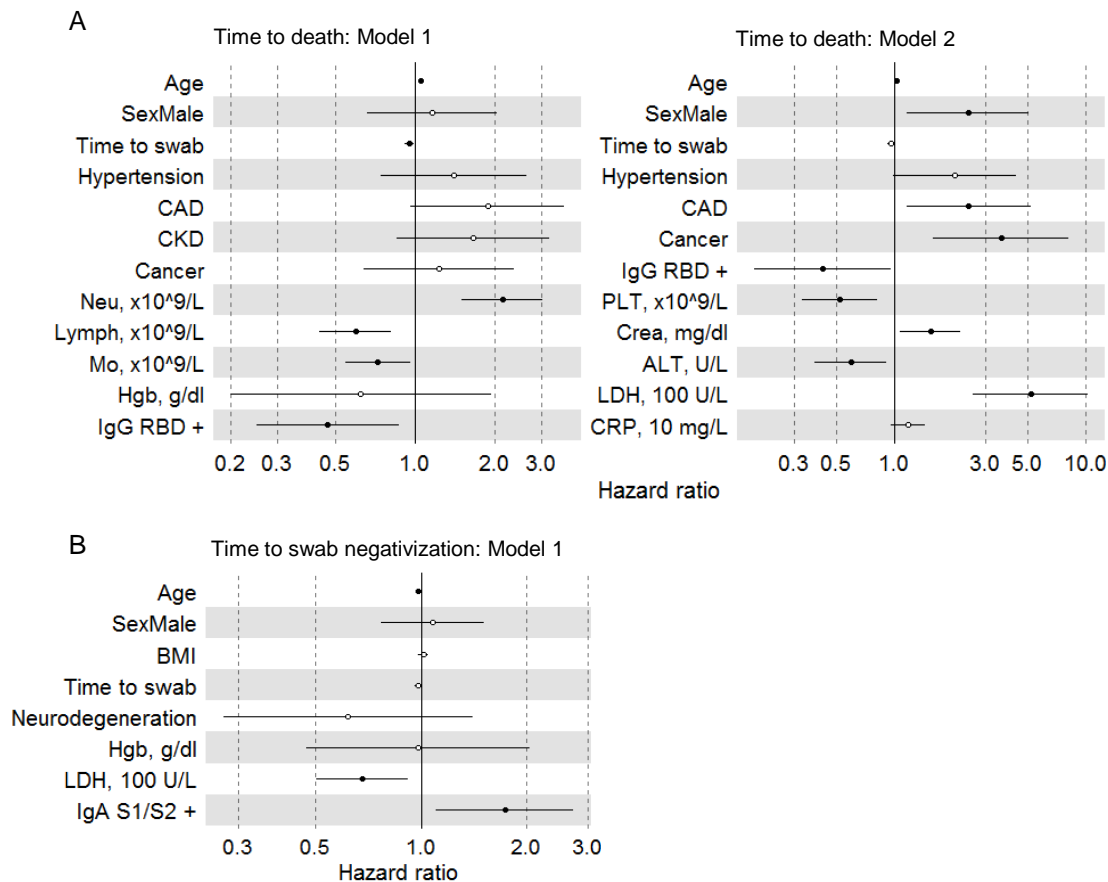 A
Time to death: Model 1
Age
SexMale
Time to swab
Hypertension
CAD
CKD
Cancer
Neu, x10^9/L
Lymph, x10^9/L
Mo, x10^9/L
Hgb, g/dl
IgG RBD +
0.2 0.3 0.5 1.0 2.0 3.0
Time to death: Model 2
Age
SexMale
Time to swab
Hypertension
CAD
Cancer
IgG RBD +
PLT, x10^9/L
Crea, mg/dl
ALT, U/L
LDH, 100 U/L
CRP, 10 mg/L
0.3 0.5 1.0 3.0 5.0 10.0
Hazard ratio
B
Time to swab negativization: Model 1
Age
SexMale
BMI
Time to swab
Neurodegeneration
Hgb, g/dl
LDH, 100 U/L
IgA S1/S2 +
0.3 0.5 1.0 2.0 3.0
Hazard ratio